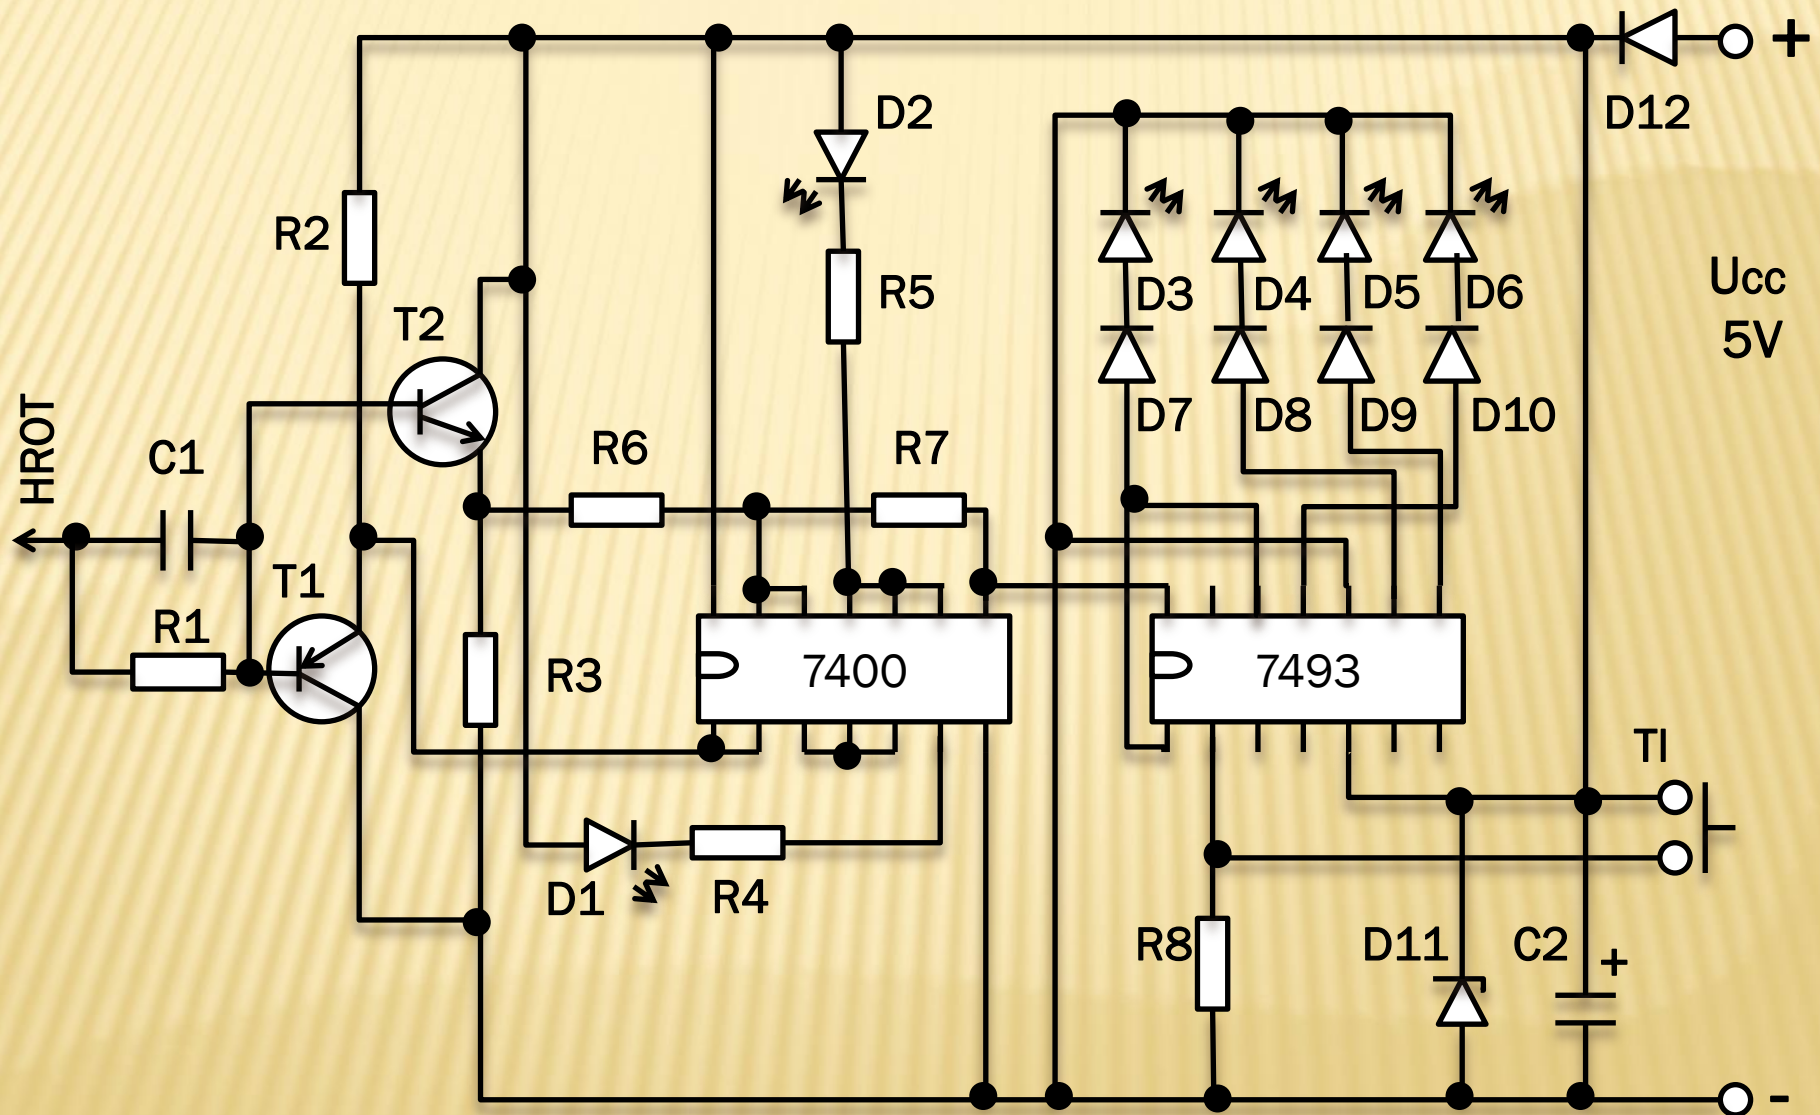 +
D2
D12
R2
Ucc
5V
R5
D3
D4
D5
D6
T2
HROT
C1
R6
R7
D7
D8
D9
D10
T1
R1
R3
7400
7493
TI
D1
R4
R8
D11
C2
+
-